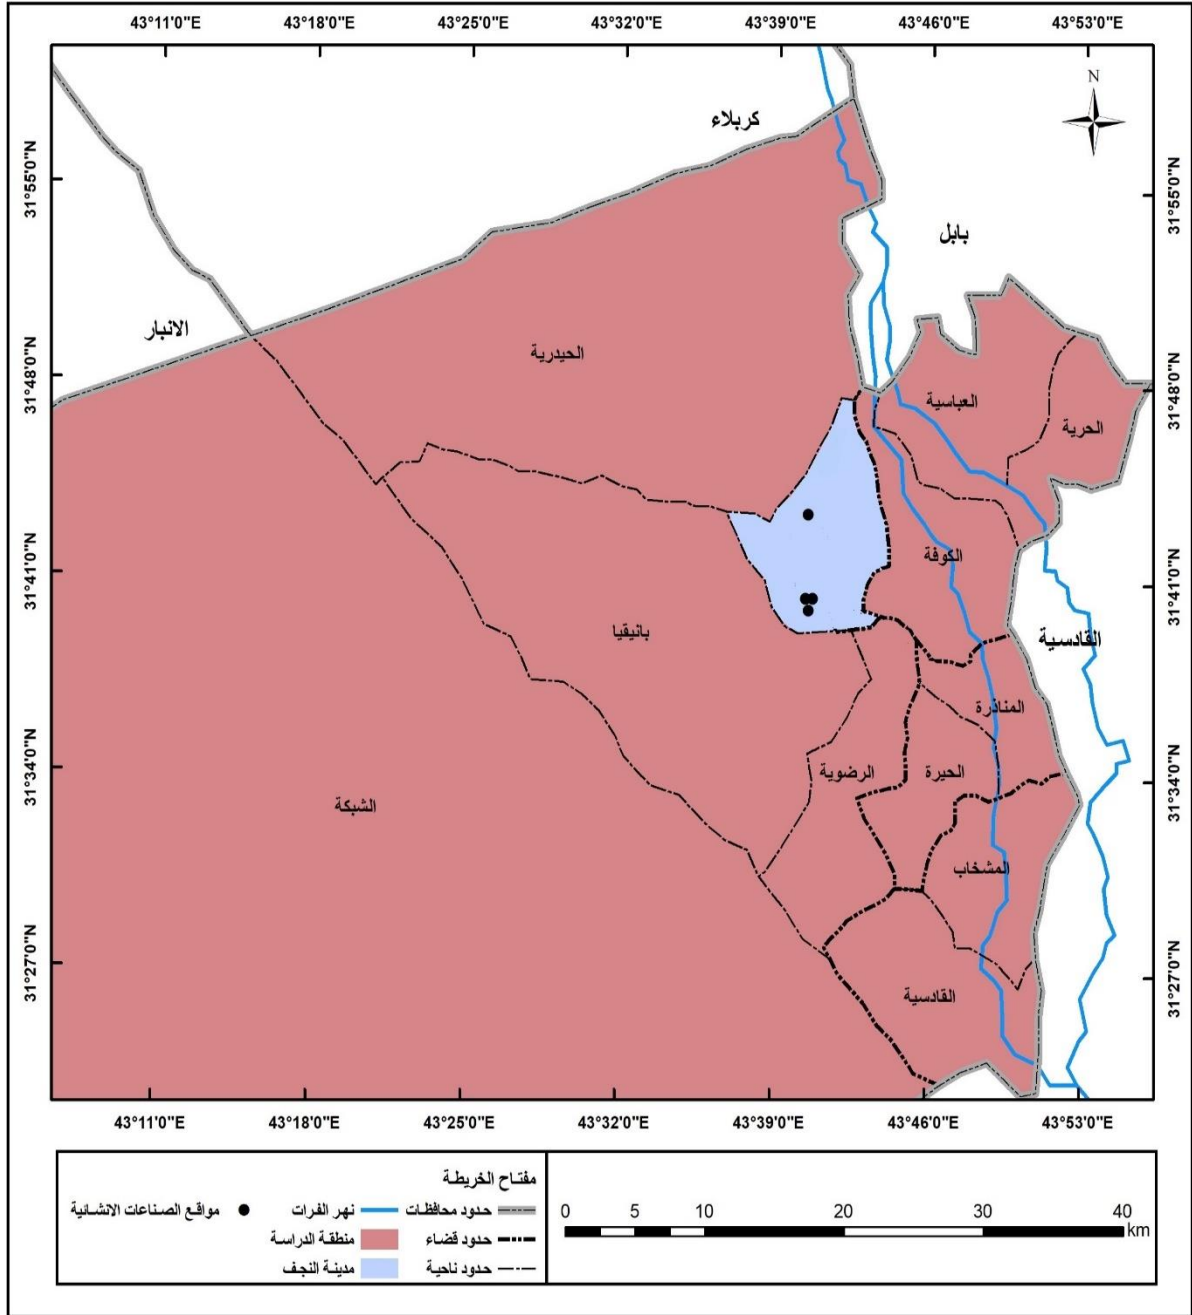 43°11'0"E 43°18'0"E 43°25'0"E 43°32'0"E 43°39'0"E 43°46'0"E 43°53'0"E
N
كربلاء
31°55'0"N
31°55'0"N
بابل
الانبار
الحيدرية
31°48'0"N
31°48'0"N
العباسية
الحرية
الكوفة
31°41'0"N
31°41'0"N
بانيقيا
القادسية
المناذرة
31°34'0"N
31°34'0"N
الرضوية
الحيرة
الشبكة
المشخاب
31°27'0"N
31°27'0"N
القادسية
43°11'0"E 43°18'0"E 43°25'0"E 43°32'0"E 43°39'0"E 43°46'0"E 43°53'0"E
مفتاح الخريطة
حدود محافظات
نهر الفرات
مواقع الصناعات الانشائية
حدود قضاء
منطقة الدراسة
حدود ناحية
مدينة النجف
0 5 10 20 30 40
km